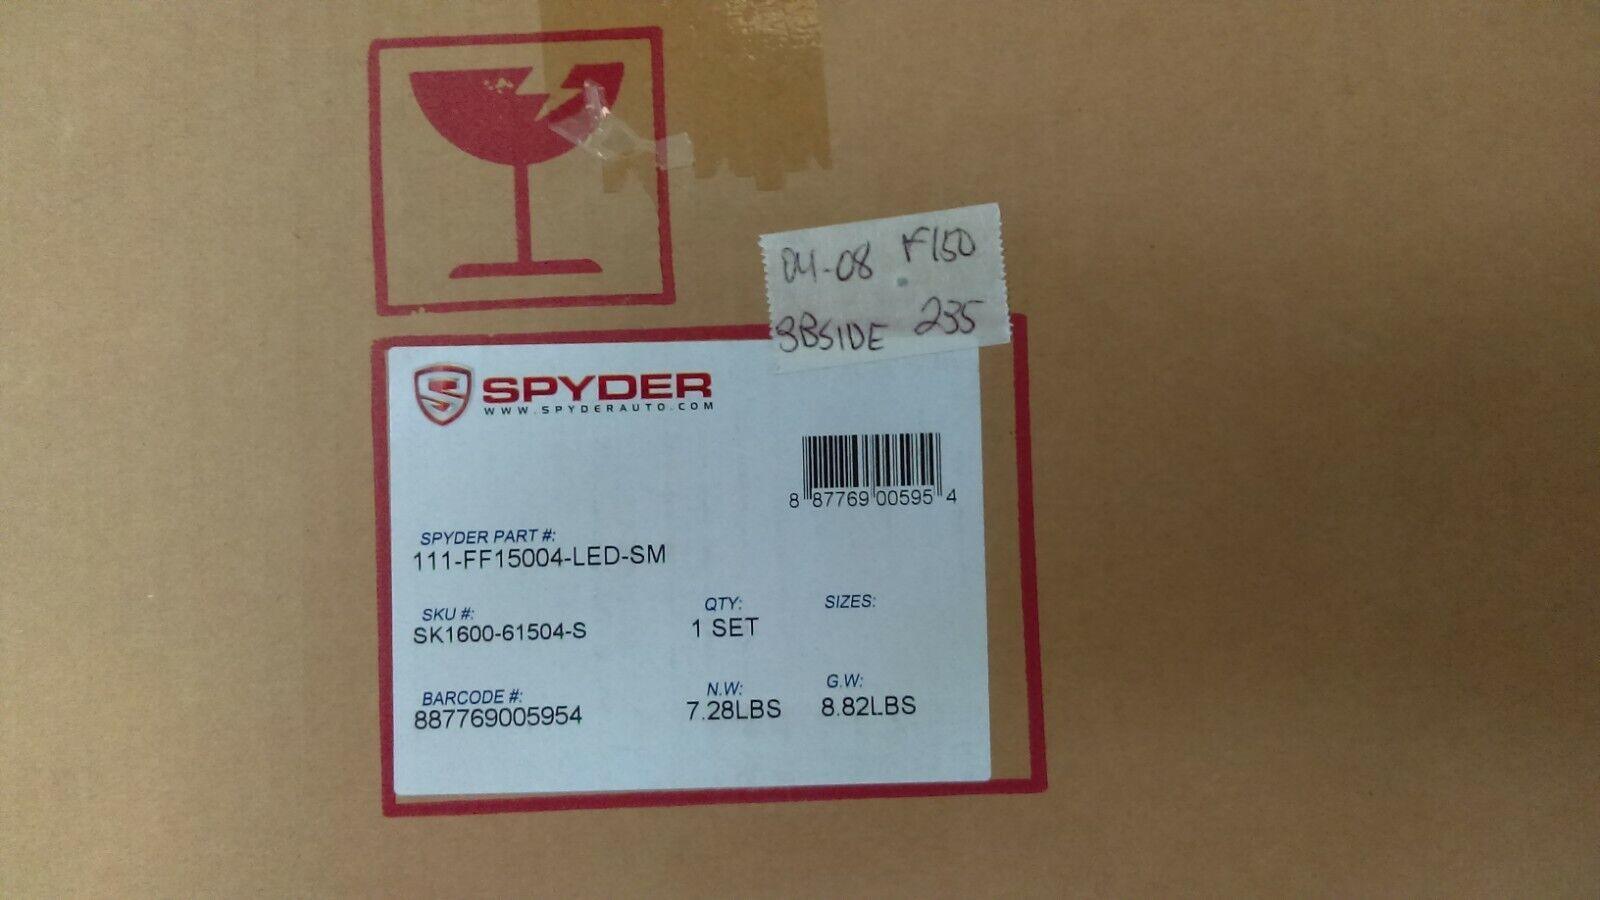 04-08 F150
SBSIDE 235
SPYDER
WWW.SPYDERAUTO.COM
8 87769 00595 4
SPYDER PART #:
111-FF15004-LED-SM
SKU #:
SK1600-61504-S
QTY:
1 SET
SIZES:
BARCODE #:
887769005954
N.W:
7.28LBS
G.W:
8.82LBS